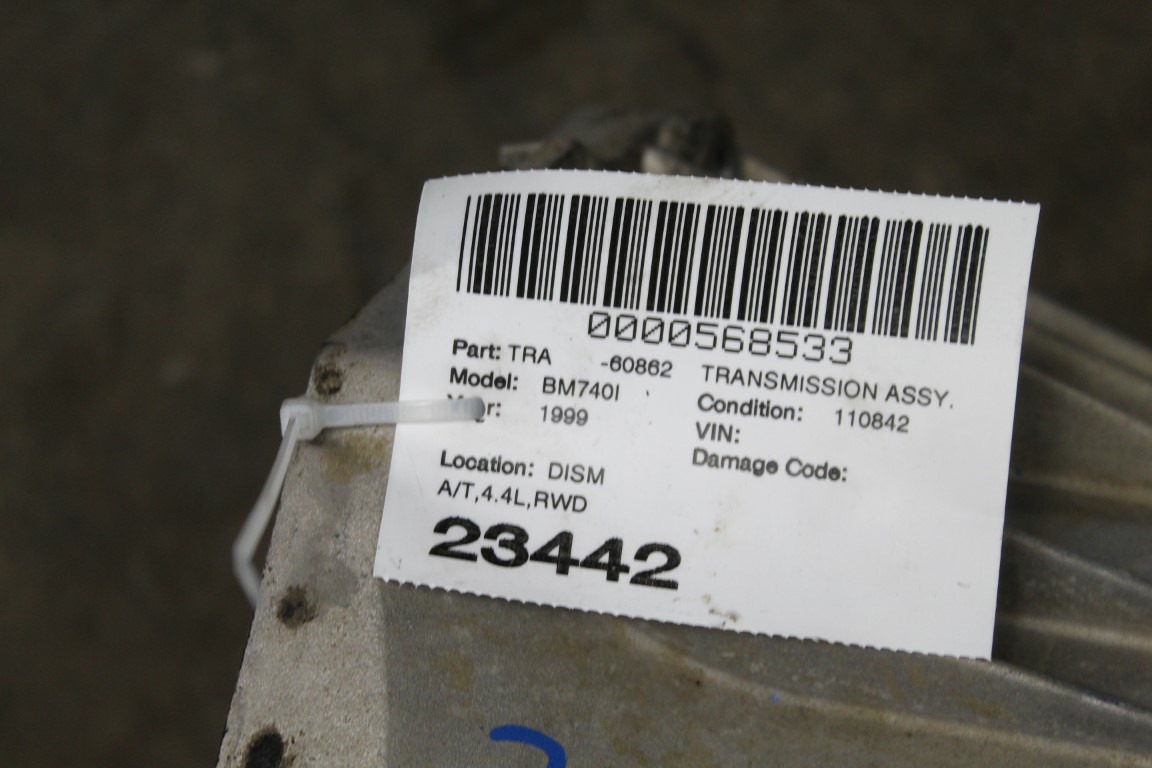 0000568533
Part: TRA -60862 TRANSMISSION ASSY.
Model: BM740I Condition: 110842
1999 VIN:
Damage Code:
Location: DISM
A/T,4.4L,RWD
23442